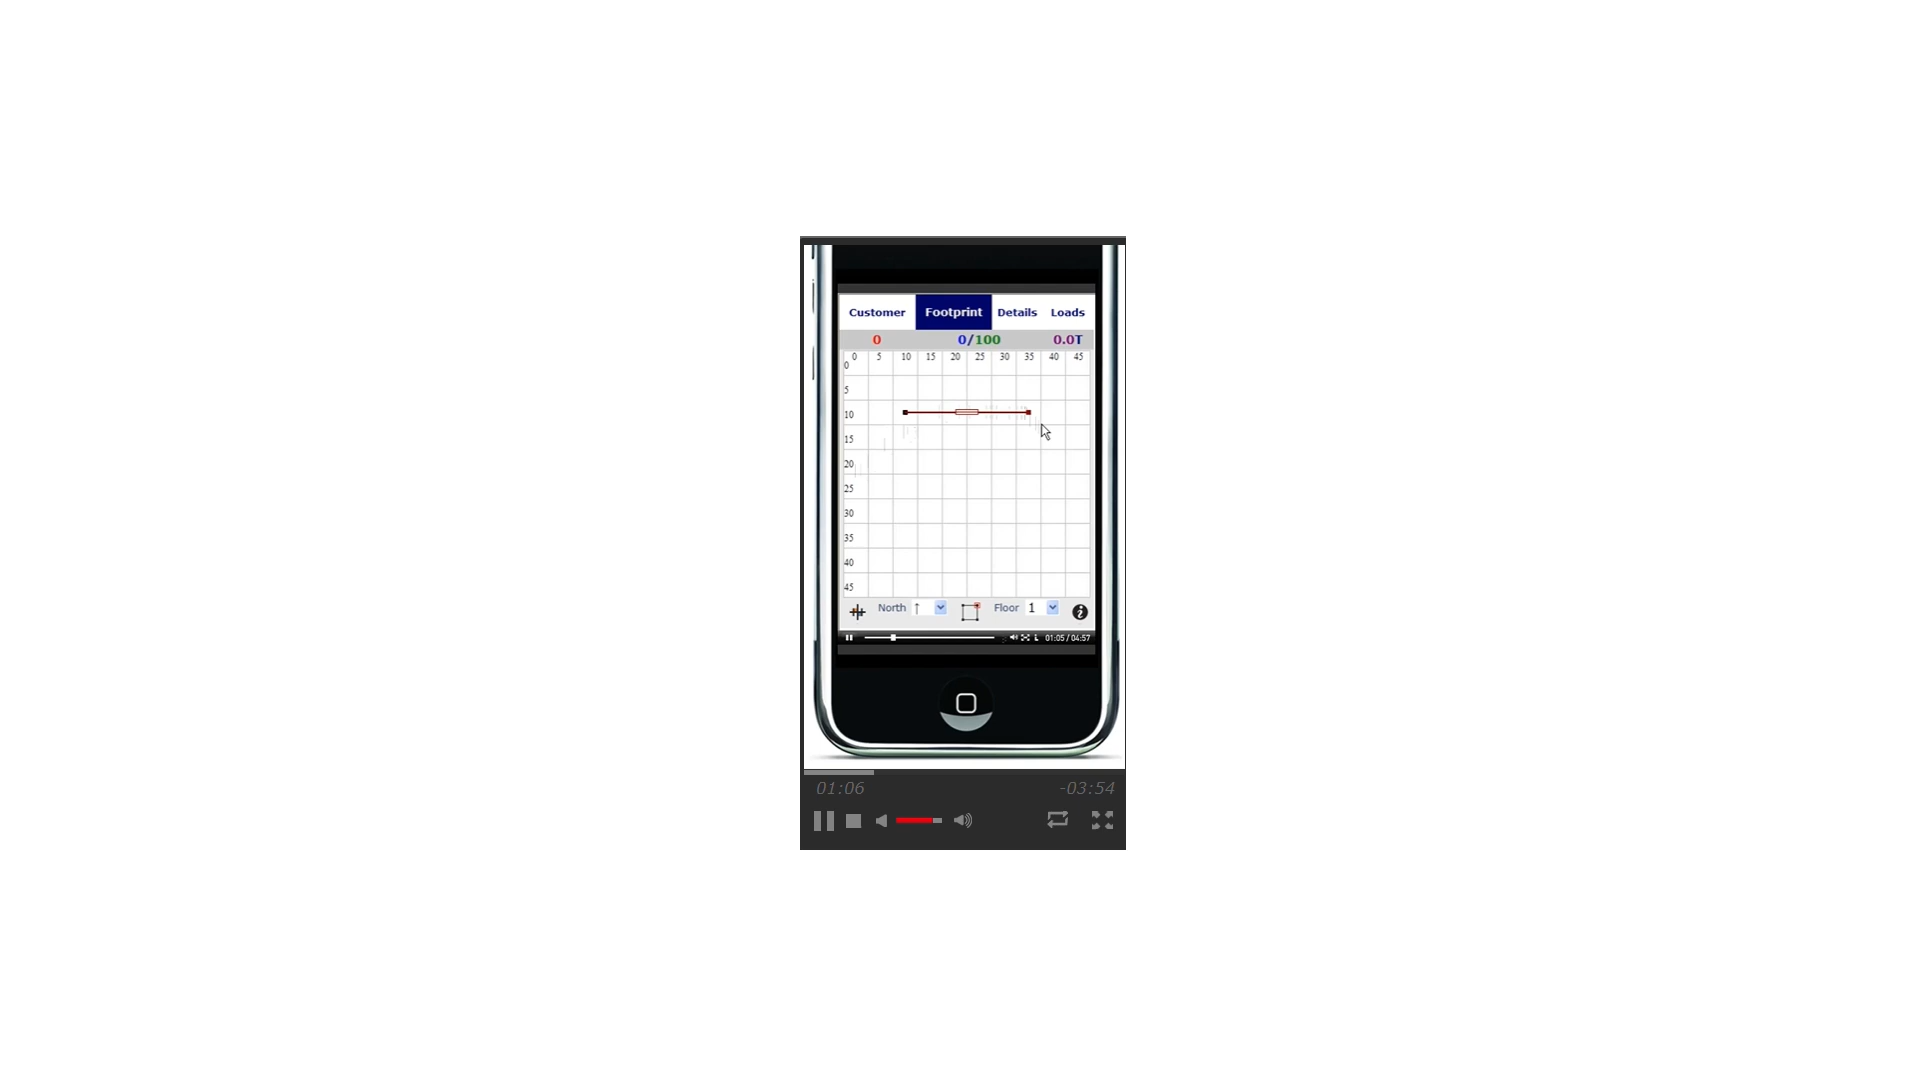 Customer Footprint Details Loads
0 0/100 0.0T
0 5 10 15 20 25 30 35 40 45
0
5
10
15
20
25
30
35
40
45
North ↑ Floor 1
01:05 / 04:57
01:06 -03:54